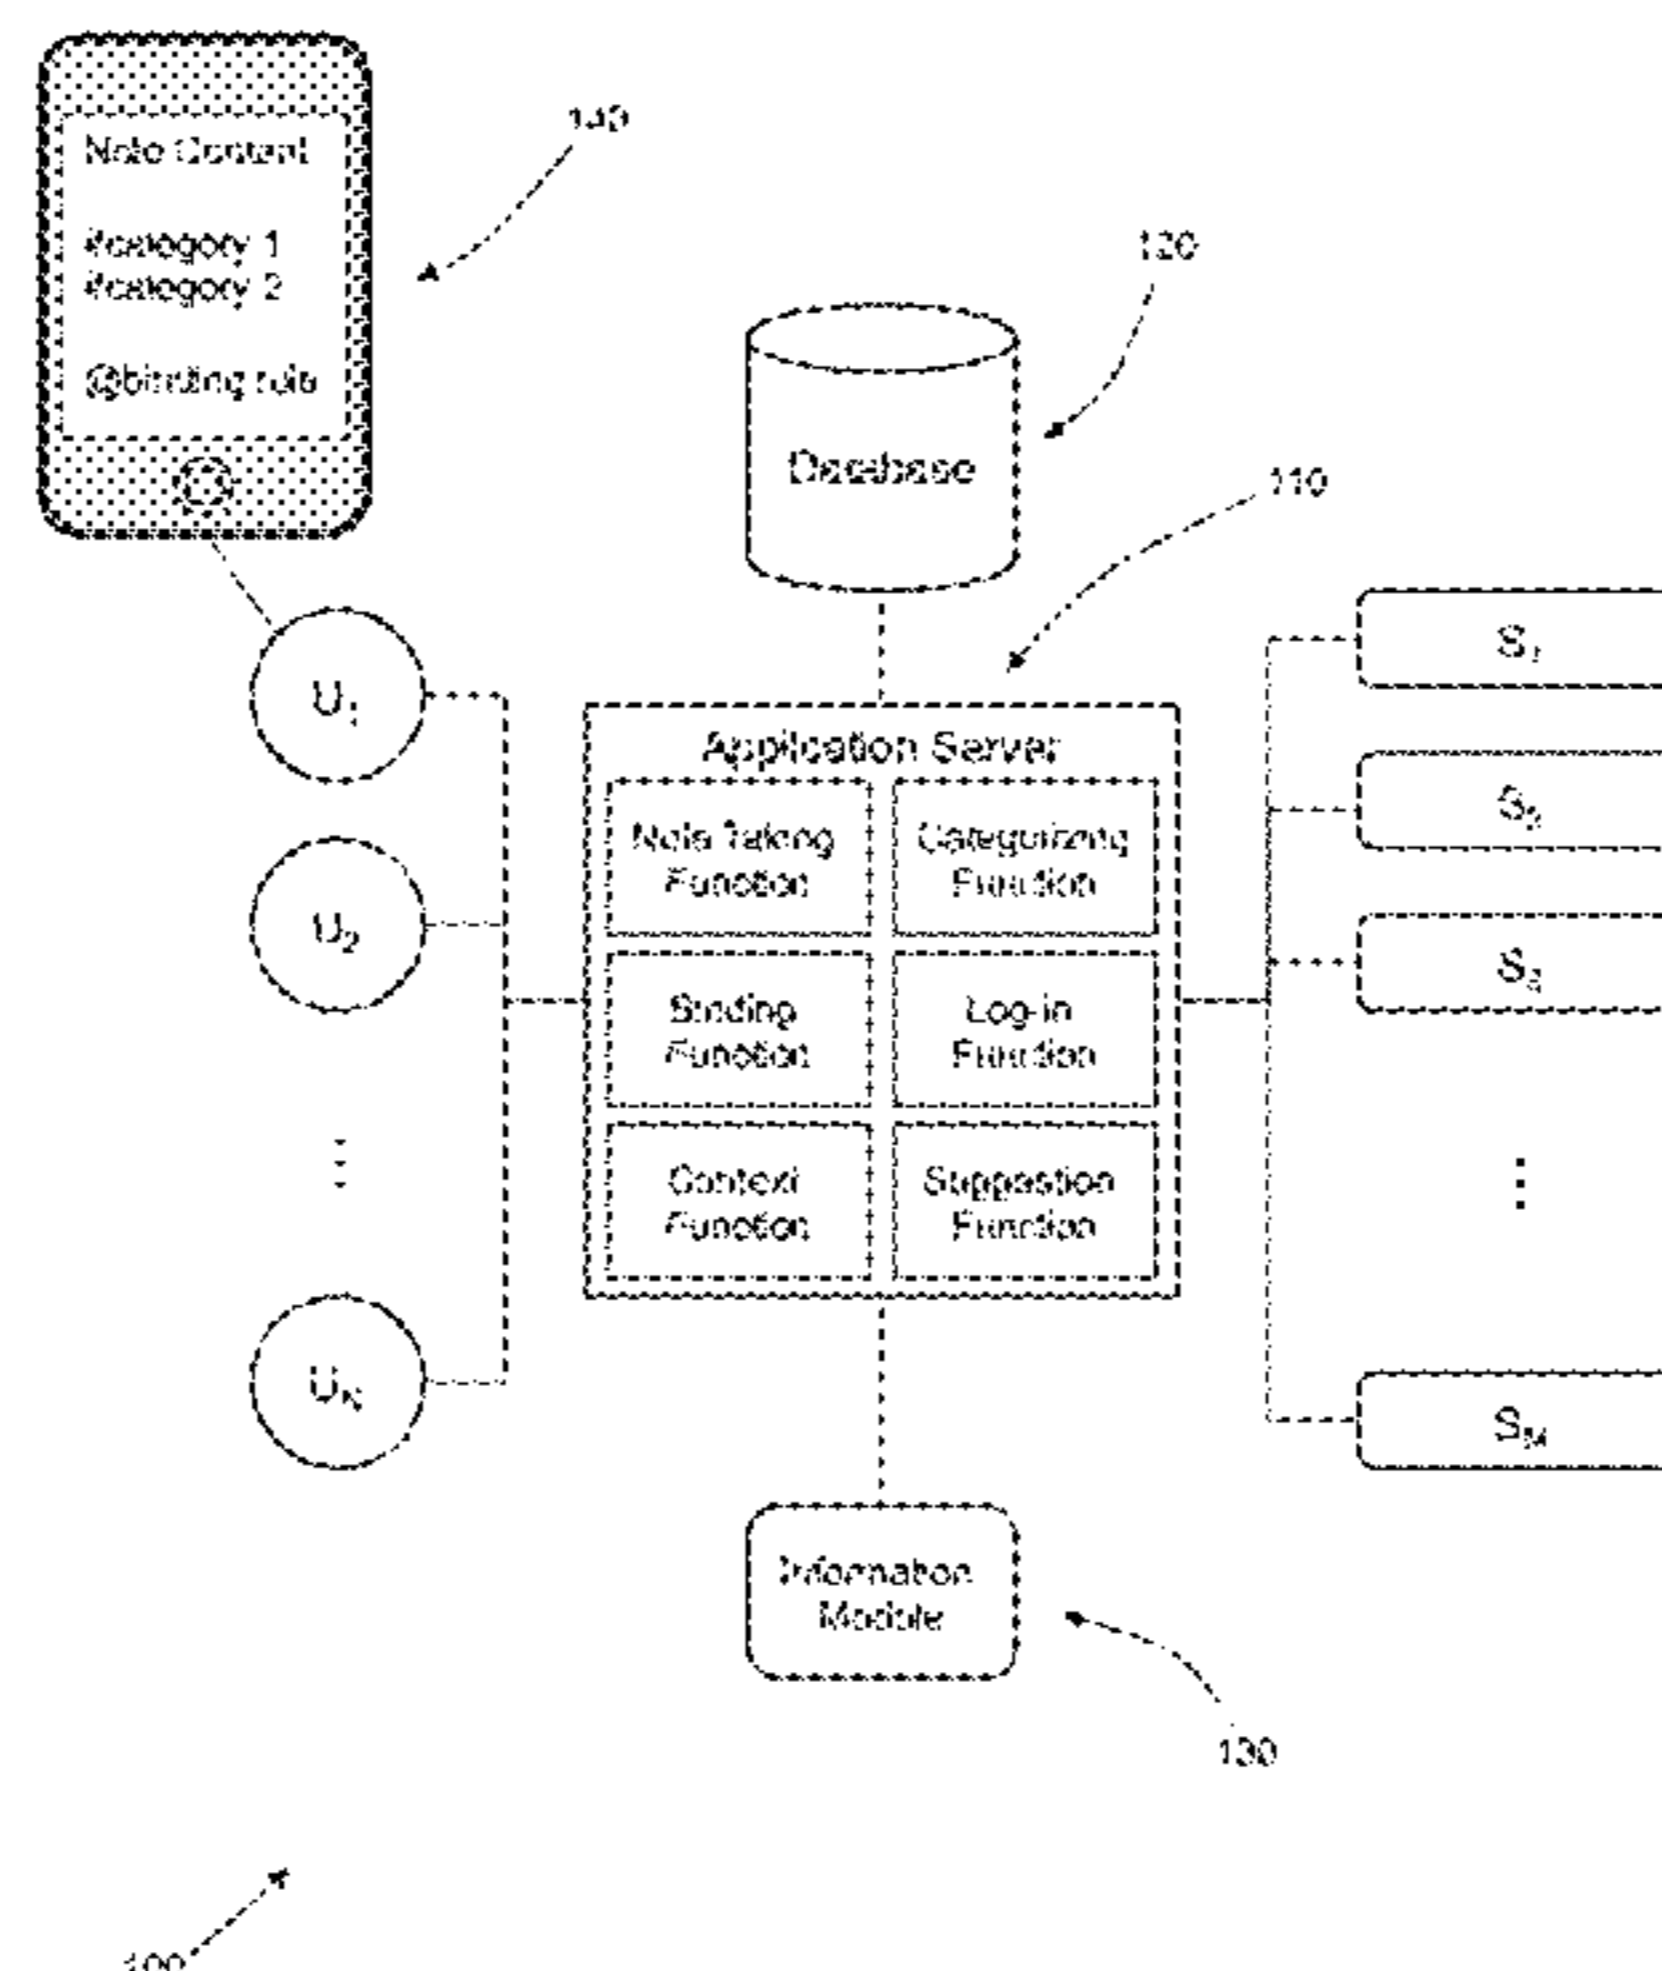 140
Note Content
#category 1
#category 2
@binding rule
120
Database
110
U1
U2
UN
Application Server
Note Taking
Function
Categorizing
Function
Binding
Function
Log-in
Function
Context
Function
Suggestion
Function
S1
S2
S3
SM
Information
Module
130
100